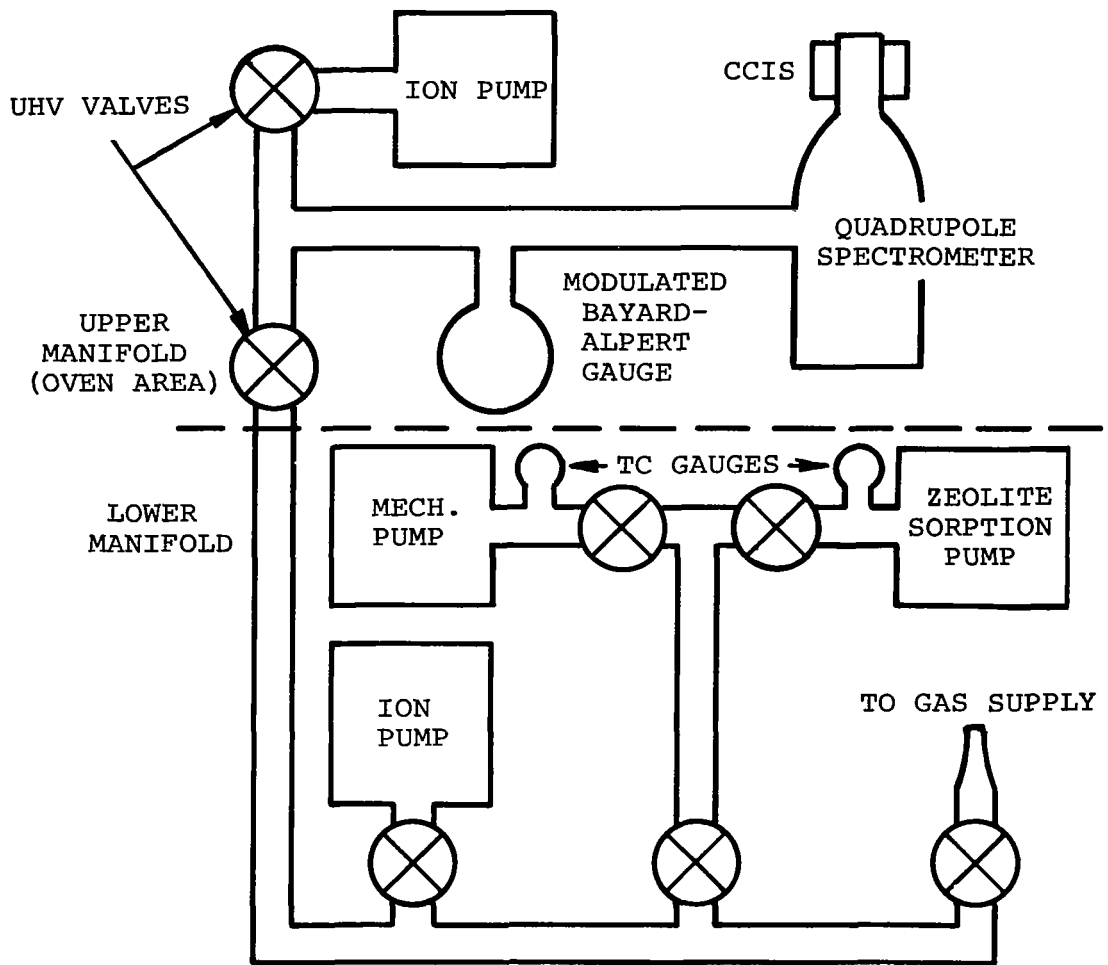 UHV VALVES
ION PUMP
CCIS
QUADRUPOLE
SPECTROMETER
MODULATED
BAYARD-
ALPERT
GAUGE
UPPER
MANIFOLD
(OVEN AREA)
LOWER
MANIFOLD
MECH.
PUMP
TC GAUGES
ZEOLITE
SORPTION
PUMP
ION
PUMP
TO GAS SUPPLY